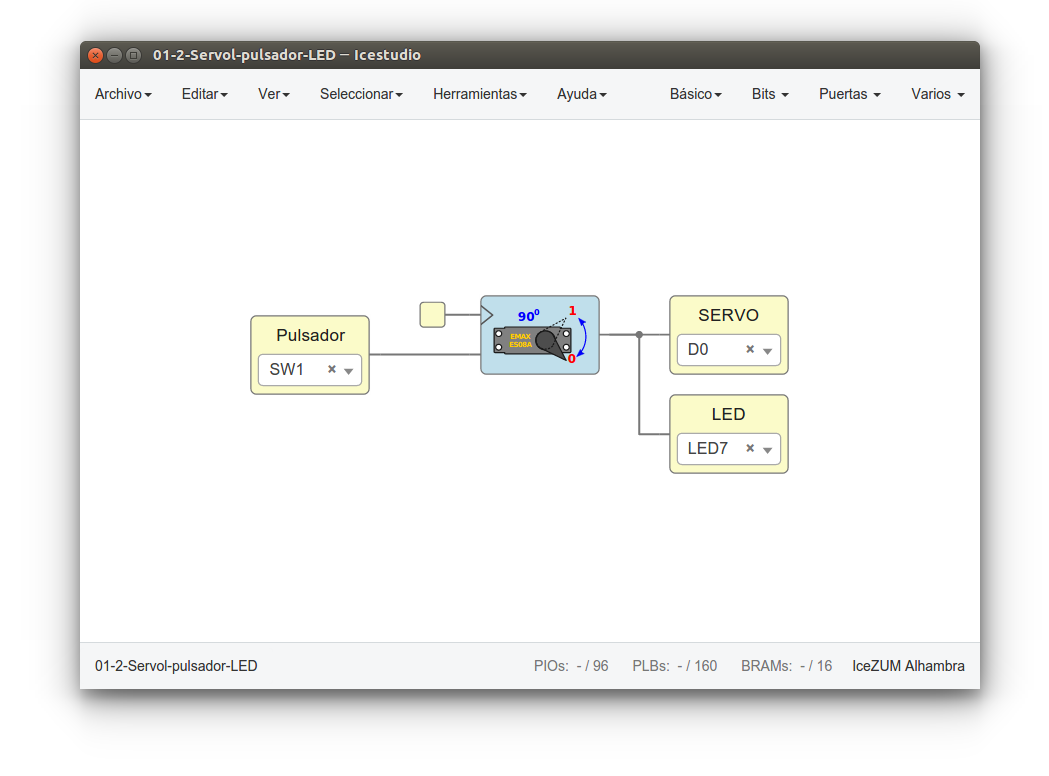 01-2-Servol-pulsador-LED — Icestudio
Archivo Editar Ver Seleccionar Herramientas Ayuda Básico Bits Puertas Varios
Pulsador
SW1
90⁰
1
EMAX
ES08A
0
SERVO
D0
LED
LED7
01-2-Servol-pulsador-LED PIOs: - / 96 PLBs: - / 160 BRAMs: - / 16 IceZUM Alhambra